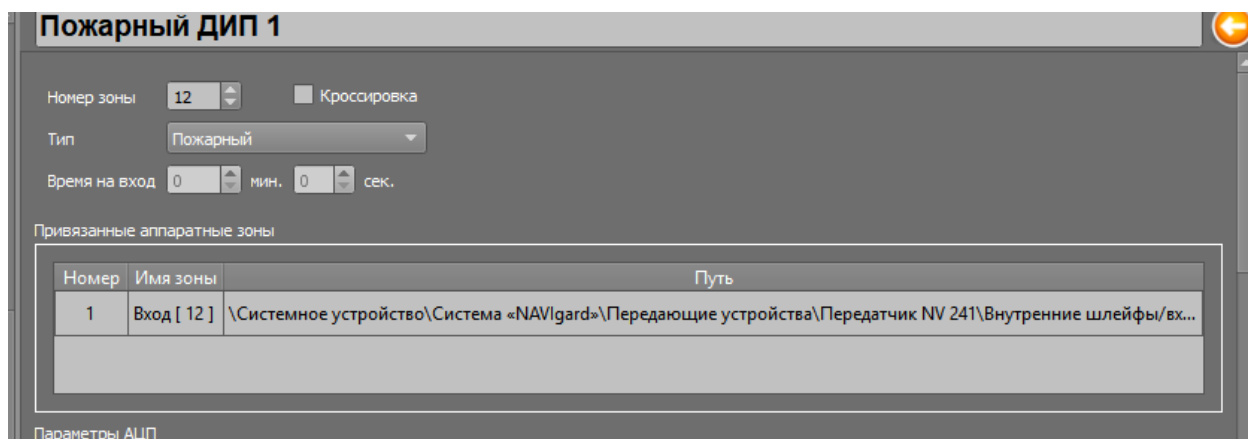 Пожарный ДИП 1
Номер зоны 12 Кроссировка
Тип Пожарный
Время на вход 0 мин. 0 сек.
Привязанные аппаратные зоны
Номер Имя зоны Путь
1 Вход [ 12 ] \Системное устройство\Система «NAVIgard»\Передающие устройства\Передатчик NV 241\Внутренние шлейфы/вх...
Параметры АЦП